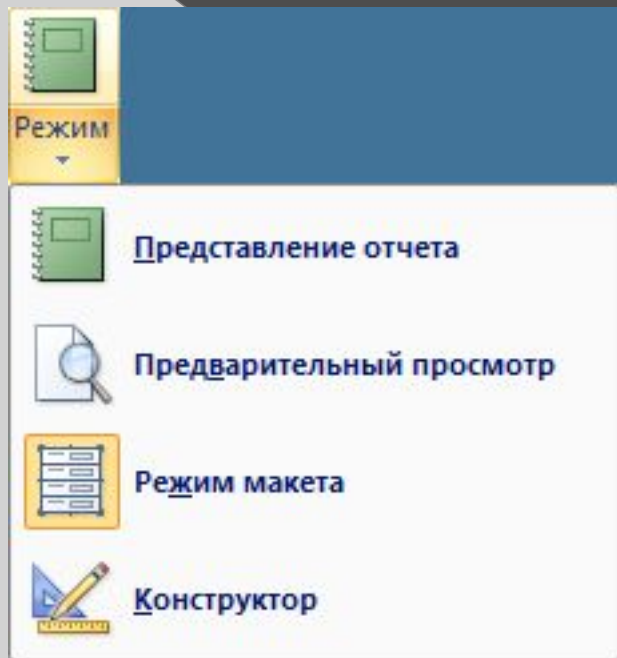 Режим
Представление отчета
Предварительный просмотр
Режим макета
Конструктор